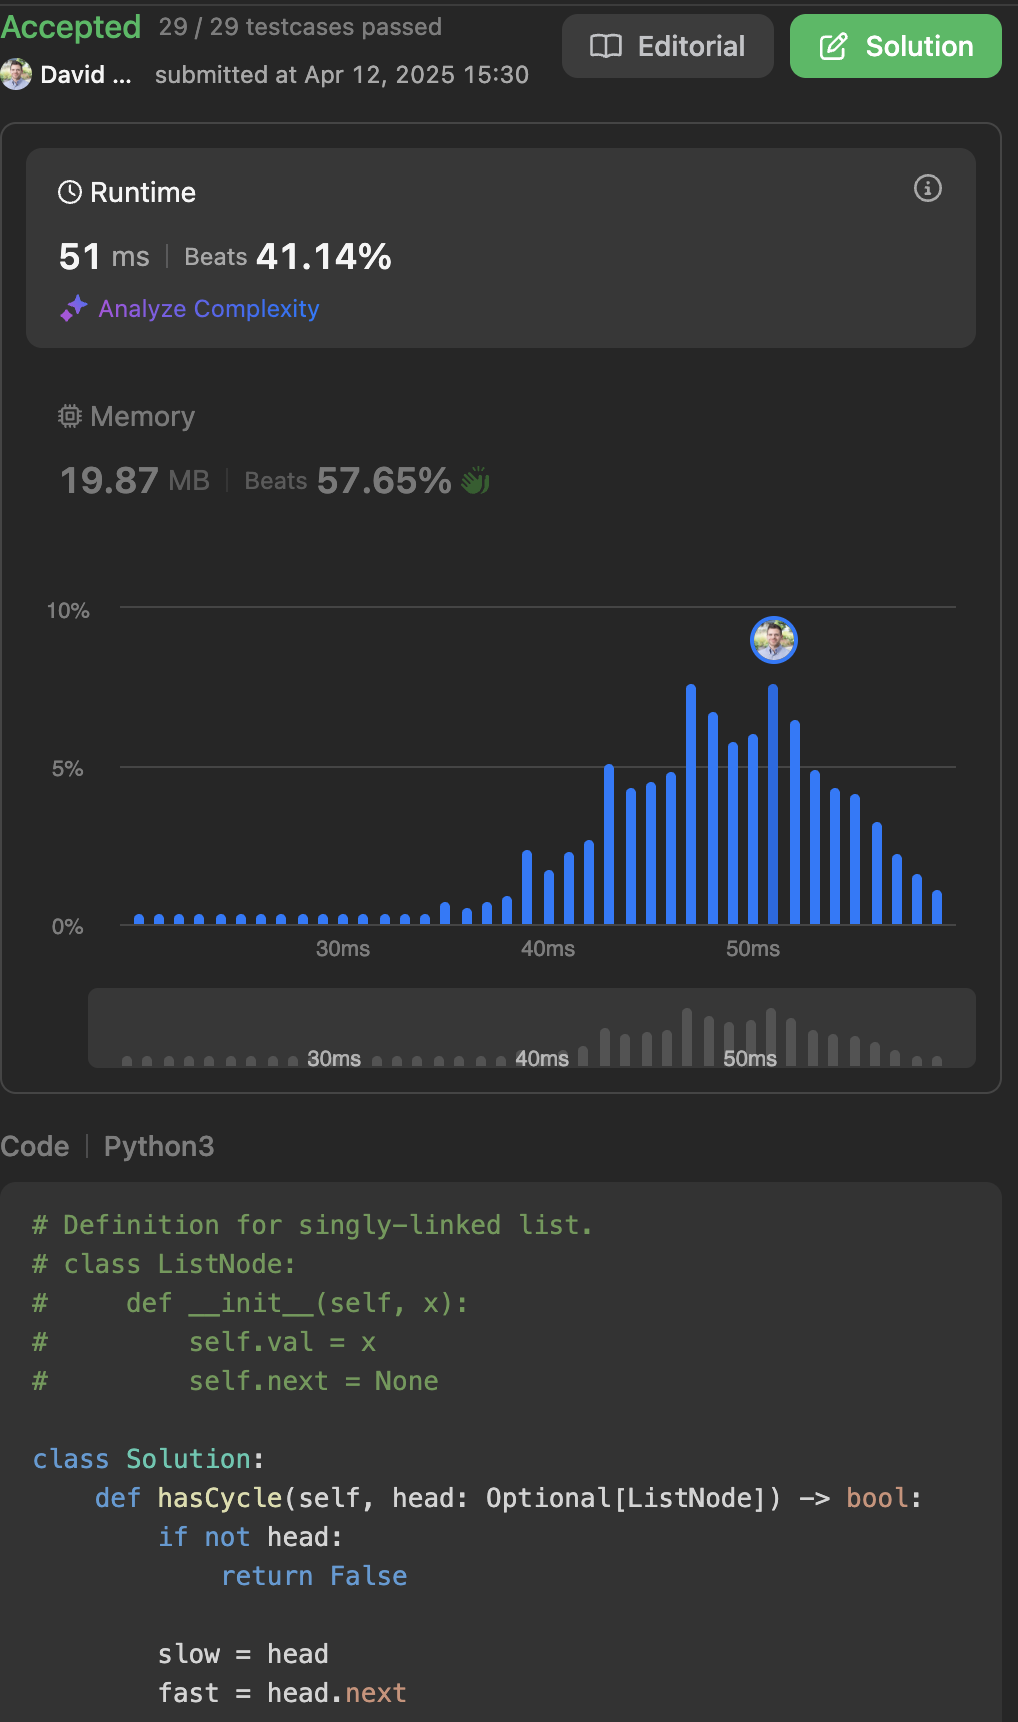 Accepted 29 / 29 testcases passed
Editorial
Solution
David ... submitted at Apr 12, 2025 15:30
Runtime
51 ms | Beats 41.14%
Analyze Complexity
Memory
19.87 MB | Beats 57.65%
10%
5%
0%
30ms 40ms 50ms
30ms 40ms 50ms
Code | Python3
# Definition for singly-linked list.
# class ListNode:
#     def __init__(self, x):
#         self.val = x
#         self.next = None
class Solution:
    def hasCycle(self, head: Optional[ListNode]) -> bool:
        if not head:
            return False
        slow = head
        fast = head.next